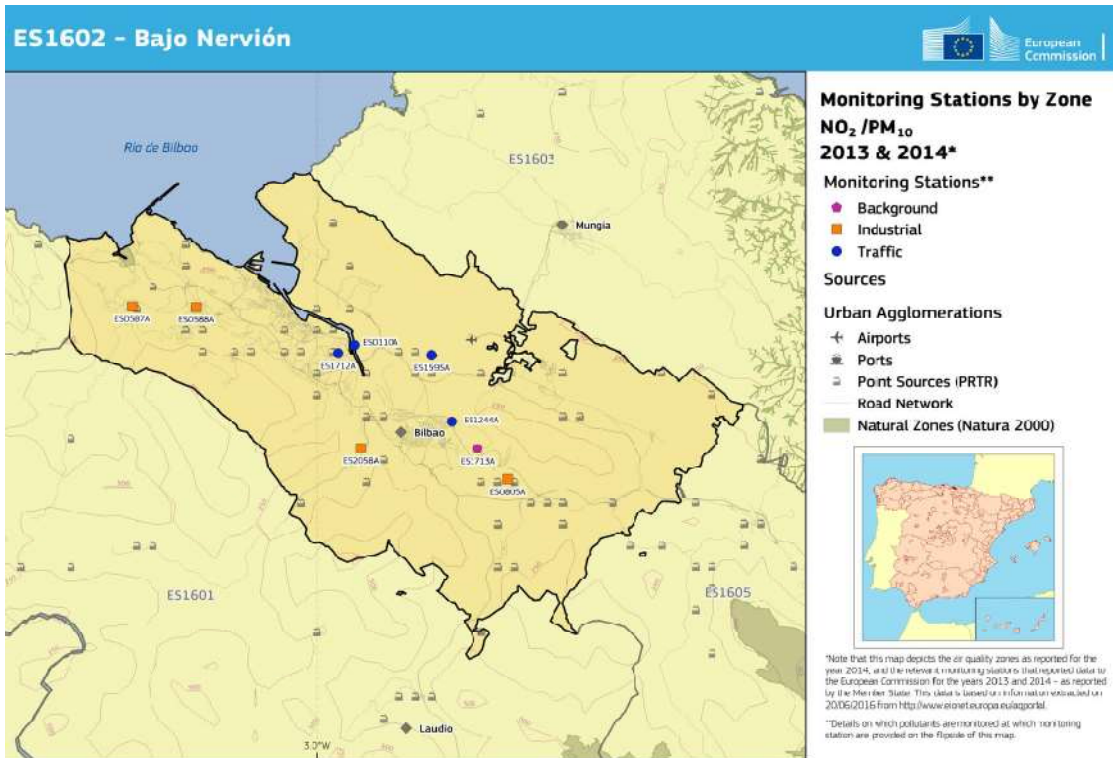 ES1602 - Bajo Nervión
European
Commission
Monitoring Stations by Zone
NO₂ /PM₁₀
2013 & 2014*
Monitoring Stations**
Background
Industrial
Traffic
Sources
Urban Agglomerations
Airports
Ports
Point Sources (PRTR)
Road Network
Natural Zones (Natura 2000)
Ría de Bilbao
ES1603
Mungia
ES0587A
ES0588A
ES0110A
ES1712A
ES1595A
ES1244A
Bilbao
ES2058A
ES1713A
ES0805A
ES1601
ES1605
Laudio
3.0°W
*Note that this map depicts the air quality zones as reported for the
year 2014, and the relevant monitoring stations that reported data to
the European Commission for the years 2013 and 2014 – as reported
by the Member State. This data is based on information extracted on
20/06/2016 from http://www.eionet.europa.eu/aqportal.
**Details on which pollutants are monitored at which monitoring
station are provided on the flipside of this map.